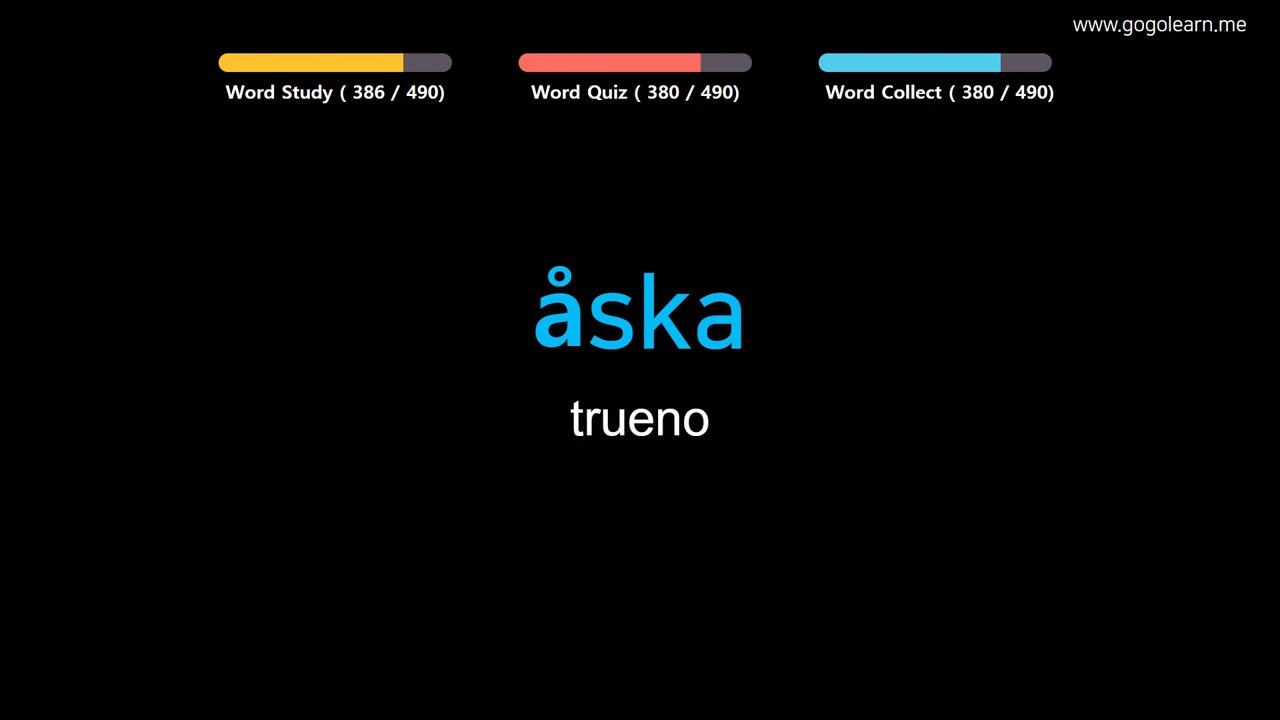 www.gogolearn.me
Word Study ( 386 / 490)
Word Quiz ( 380 / 490)
Word Collect ( 380 / 490)
åska
trueno